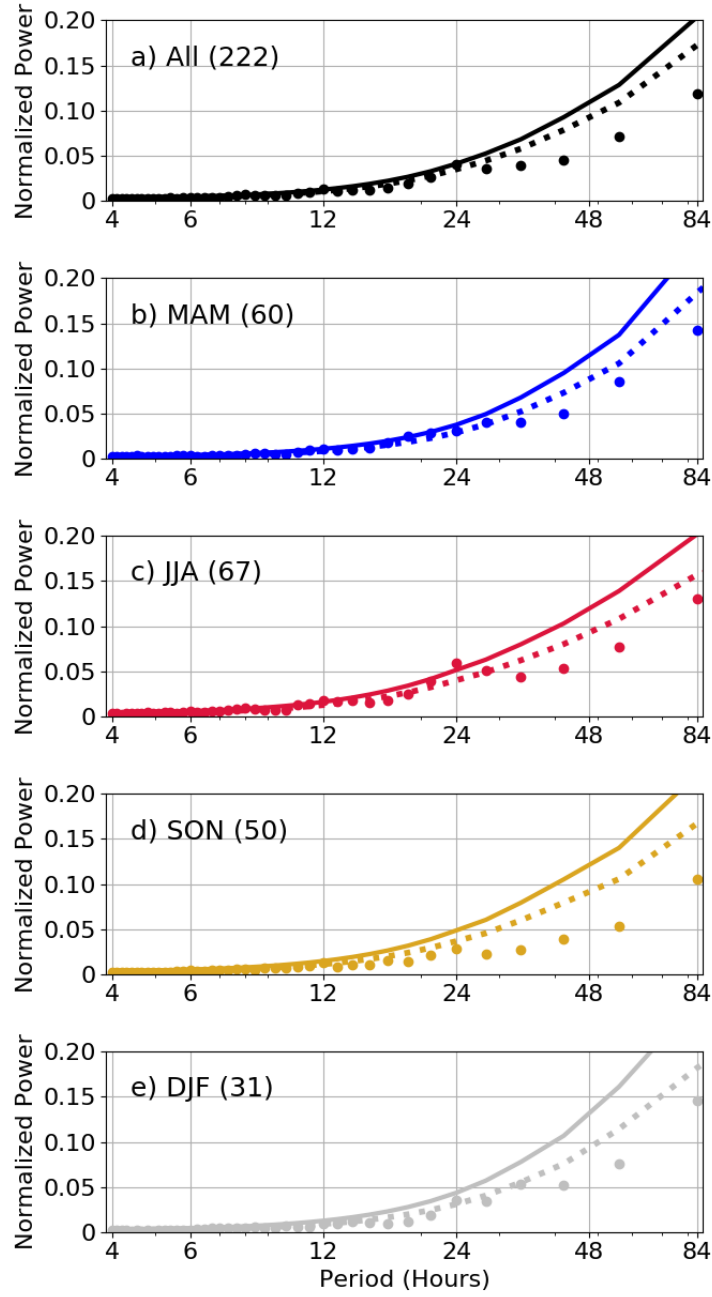 0.20
0.15
0.10
0.05
0
Normalized Power
a) All (222)
4 6 12 24 48 84
0.20
0.15
0.10
0.05
0
Normalized Power
b) MAM (60)
4 6 12 24 48 84
0.20
0.15
0.10
0.05
0
Normalized Power
c) JJA (67)
4 6 12 24 48 84
0.20
0.15
0.10
0.05
0
Normalized Power
d) SON (50)
4 6 12 24 48 84
0.20
0.15
0.10
0.05
0
Normalized Power
e) DJF (31)
4 6 12 24 48 84
Period (Hours)